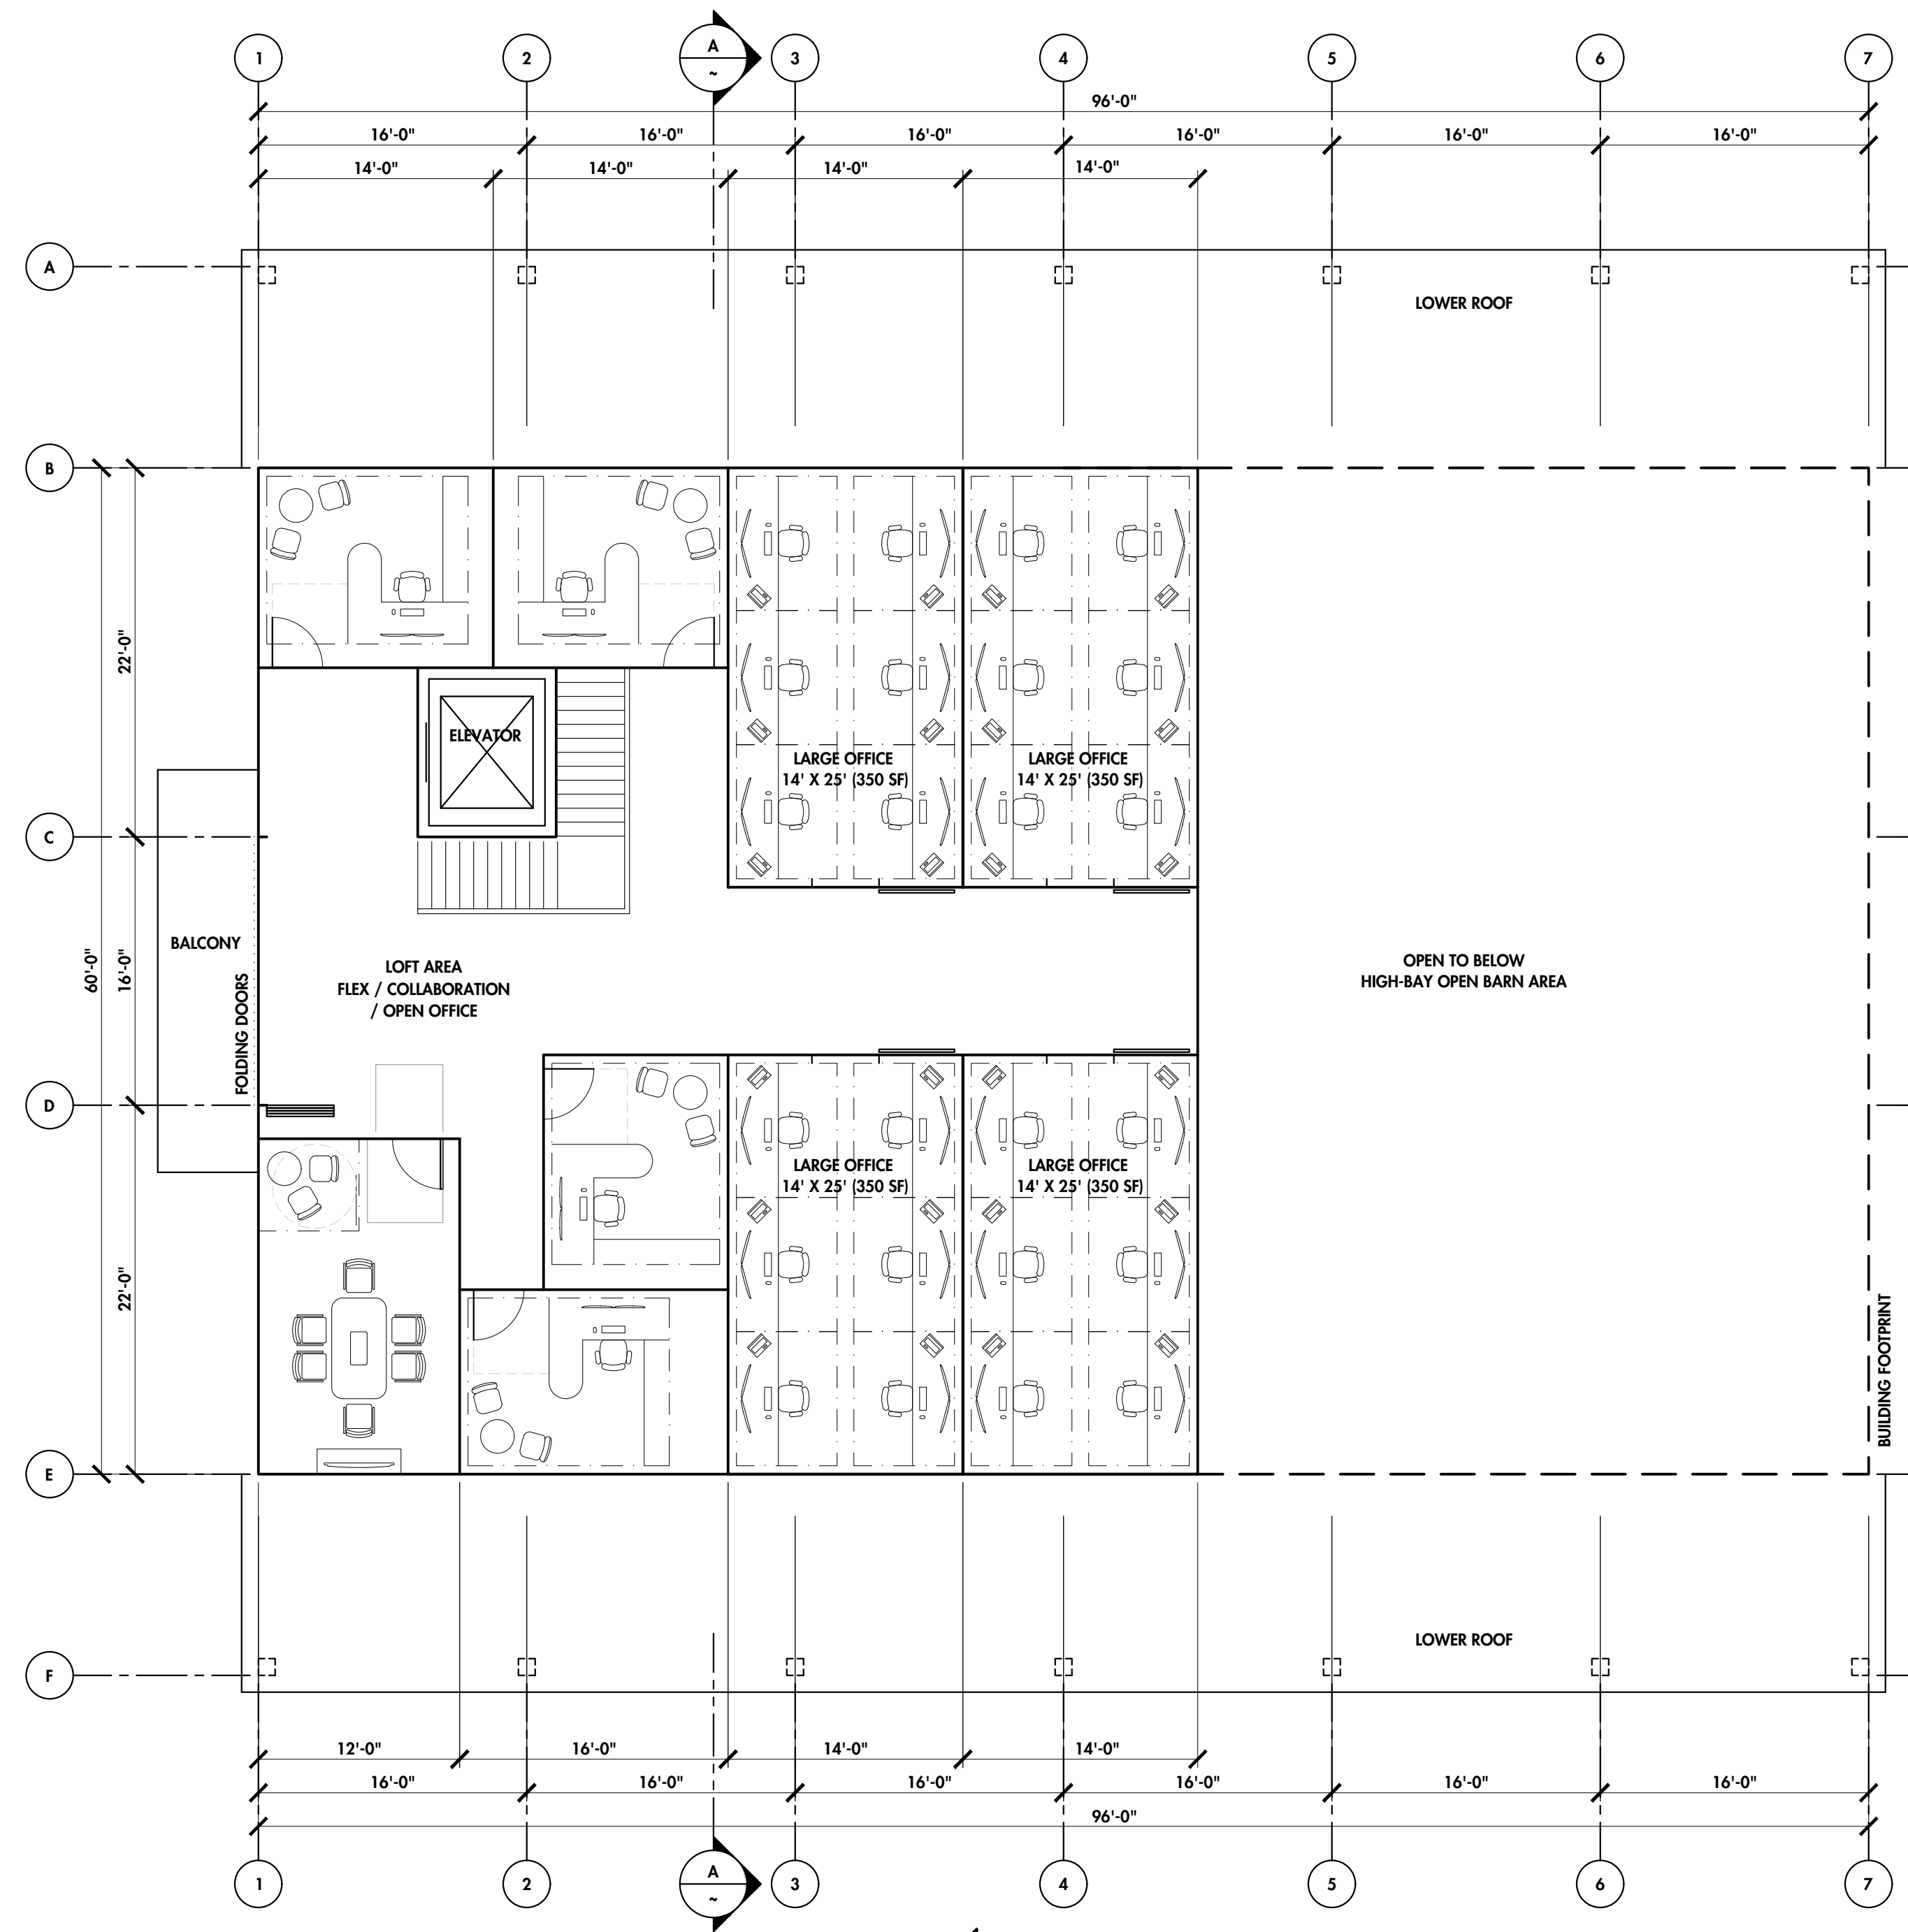 1 2 A 3 4 5 6 7
~
96'-0"
16'-0" 16'-0" 16'-0" 16'-0" 16'-0" 16'-0"
14'-0" 14'-0" 14'-0" 14'-0"
A
LOWER ROOF
B
22'-0"
ELEVATOR
LARGE OFFICE
14' X 25' (350 SF)
LARGE OFFICE
14' X 25' (350 SF)
C
BALCONY
60'-0"
16'-0"
FOLDING DOORS
LOFT AREA
FLEX / COLLABORATION
/ OPEN OFFICE
OPEN TO BELOW
HIGH-BAY OPEN BARN AREA
D
LARGE OFFICE
14' X 25' (350 SF)
LARGE OFFICE
14' X 25' (350 SF)
22'-0"
BUILDING FOOTPRINT
E
LOWER ROOF
F
12'-0" 16'-0" 14'-0" 14'-0"
16'-0" 16'-0" 16'-0" 16'-0" 16'-0" 16'-0"
96'-0"
1 2 A 3 4 5 6 7
~